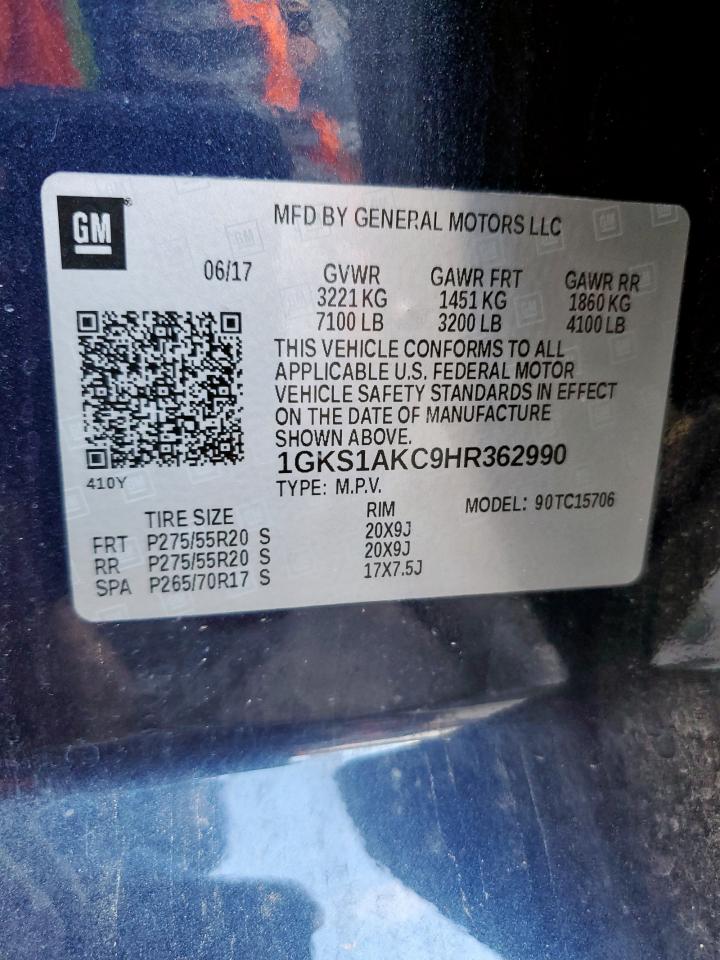 GM®
MFD BY GENERAL MOTORS LLC
06/17 GVWR GAWR FRT GAWR RR
3221 KG 1451 KG 1860 KG
7100 LB 3200 LB 4100 LB
THIS VEHICLE CONFORMS TO ALL
APPLICABLE U.S. FEDERAL MOTOR
VEHICLE SAFETY STANDARDS IN EFFECT
ON THE DATE OF MANUFACTURE
SHOWN ABOVE.
1GKS1AKC9HR362990
410Y
TYPE: M.P.V. MODEL: 90TC15706
TIRE SIZE RIM
FRT P275/55R20 S 20X9J
RR P275/55R20 S 20X9J
SPA P265/70R17 S 17X7.5J